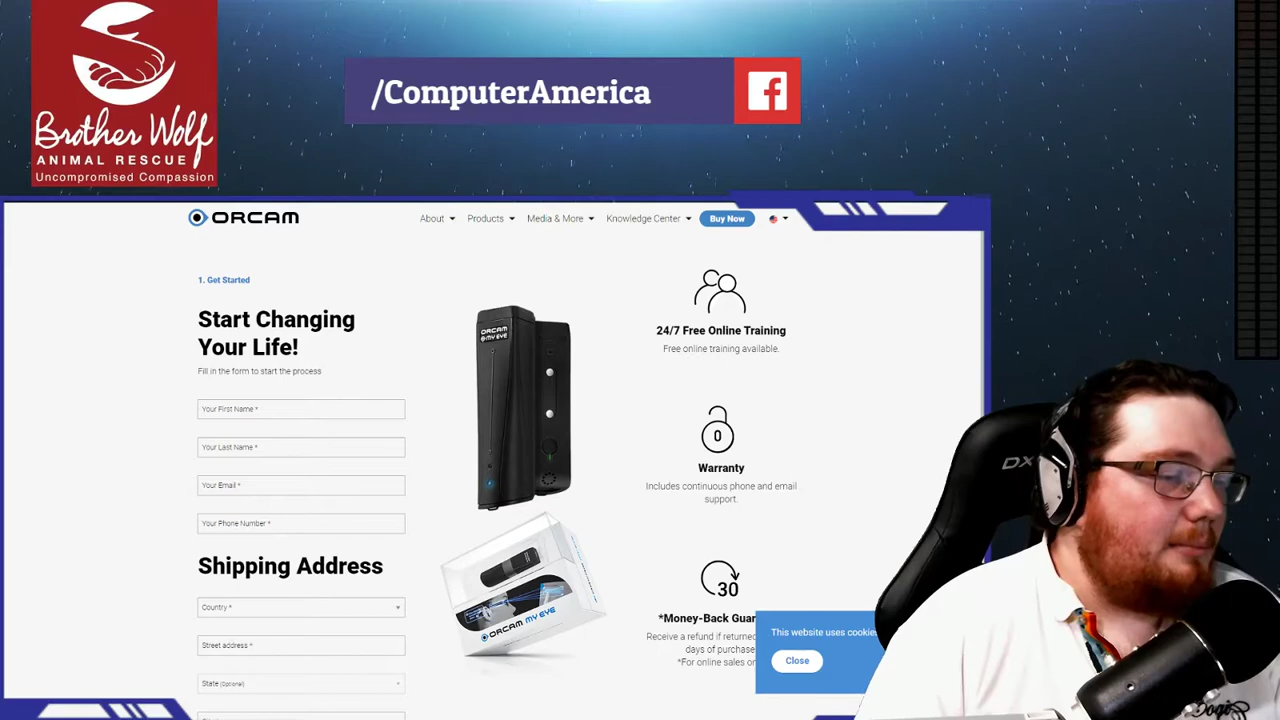 Brother Wolf
ANIMAL RESCUE
Uncompromised Compassion
/ComputerAmerica
ORCAM
About
Products
Media & More
Knowledge Center
Buy Now
1. Get Started
Start Changing
Your Life!
Fill in the form to start the process
Your First Name *
Your Last Name *
Your Email *
Your Phone Number *
Shipping Address
Country *
Street address *
State (Optional)
ORCAM
MY EYE
ORCAM MY EYE
24/7 Free Online Training
Free online training available.
0
Warranty
Includes continuous phone and email
support.
30
*Money-Back Guar
Receive a refund if returned
days of purchase
*For online sales
This website uses cookies
Close
DX